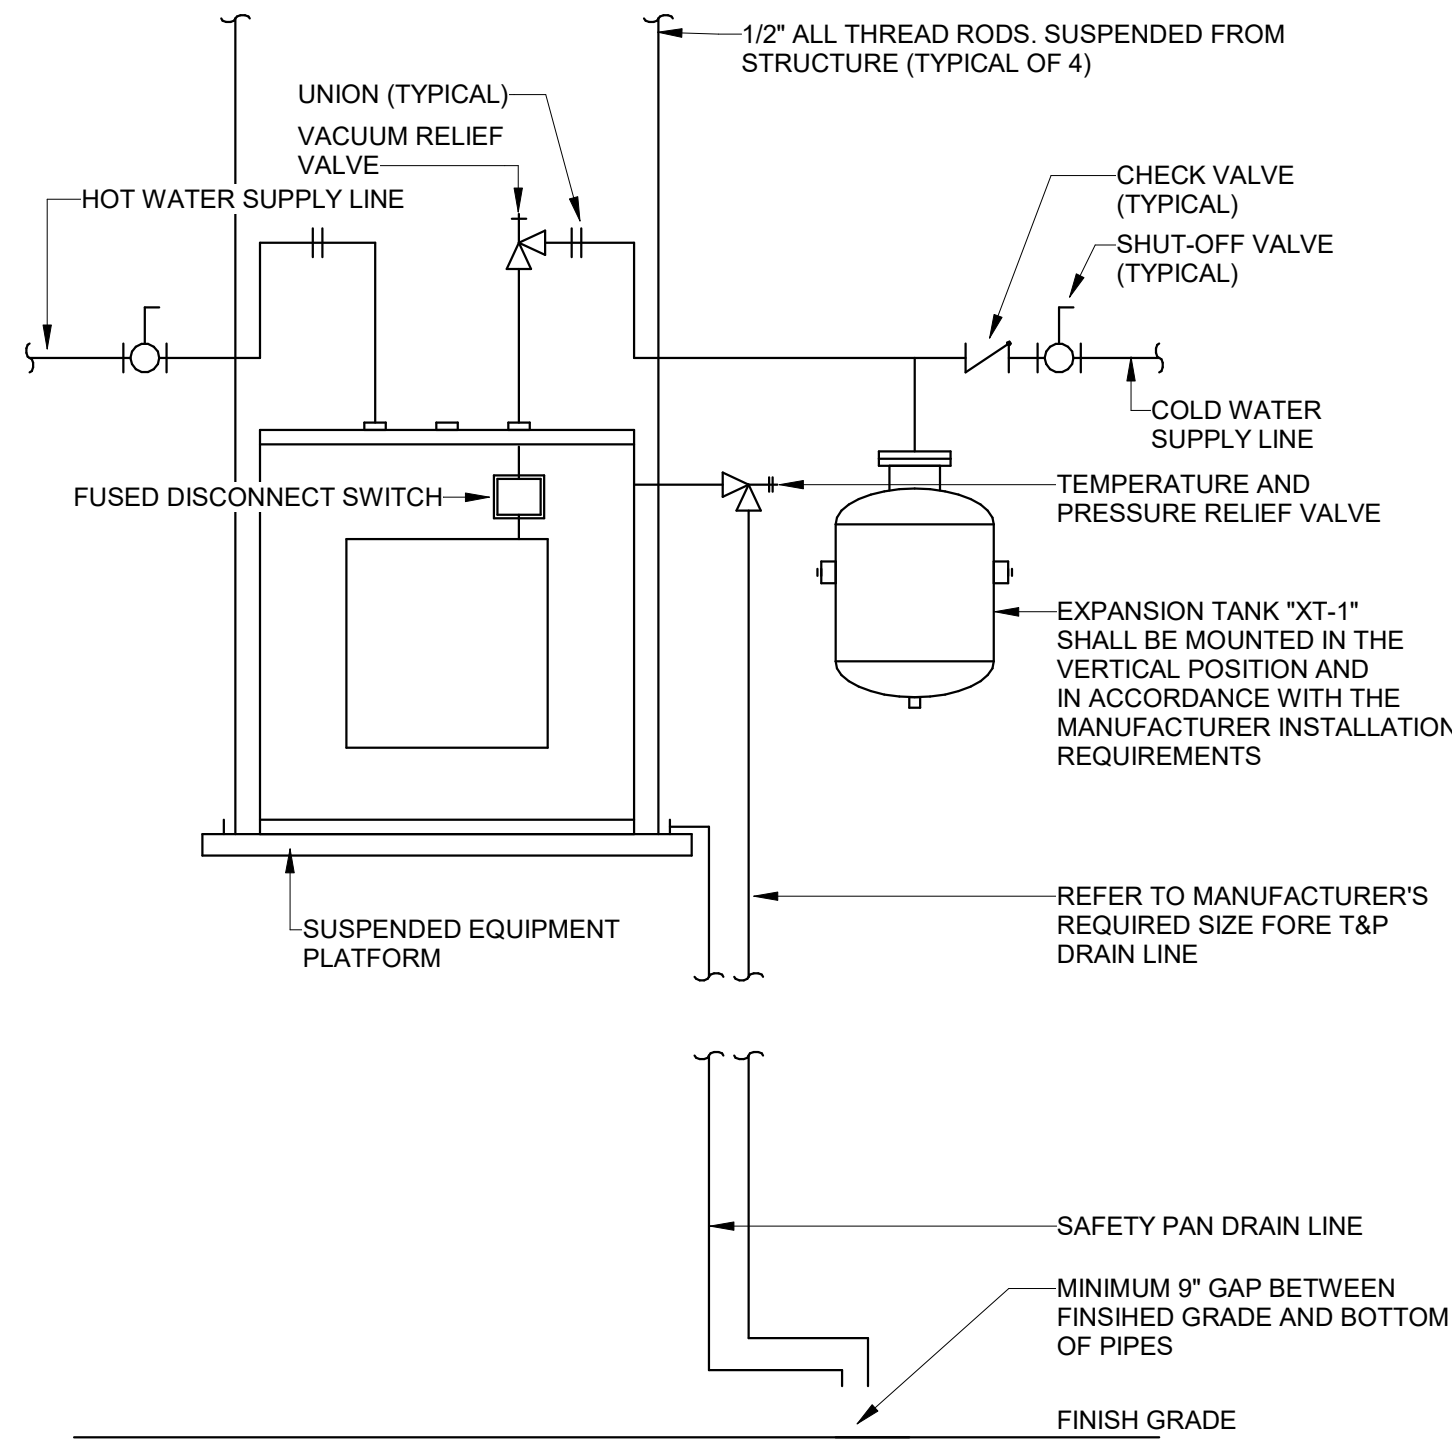 1/2" ALL THREAD RODS. SUSPENDED FROM
STRUCTURE (TYPICAL OF 4)
UNION (TYPICAL)
VACUUM RELIEF
VALVE
HOT WATER SUPPLY LINE
CHECK VALVE
(TYPICAL)
SHUT-OFF VALVE
(TYPICAL)
COLD WATER
SUPPLY LINE
FUSED DISCONNECT SWITCH
TEMPERATURE AND
PRESSURE RELIEF VALVE
EXPANSION TANK "XT-1"
SHALL BE MOUNTED IN THE
VERTICAL POSITION AND
IN ACCORDANCE WITH THE
MANUFACTURER INSTALLATION
REQUIREMENTS
SUSPENDED EQUIPMENT
PLATFORM
REFER TO MANUFACTURER'S
REQUIRED SIZE FORE T&P
DRAIN LINE
SAFETY PAN DRAIN LINE
MINIMUM 9" GAP BETWEEN
FINSIHED GRADE AND BOTTOM
OF PIPES
FINISH GRADE